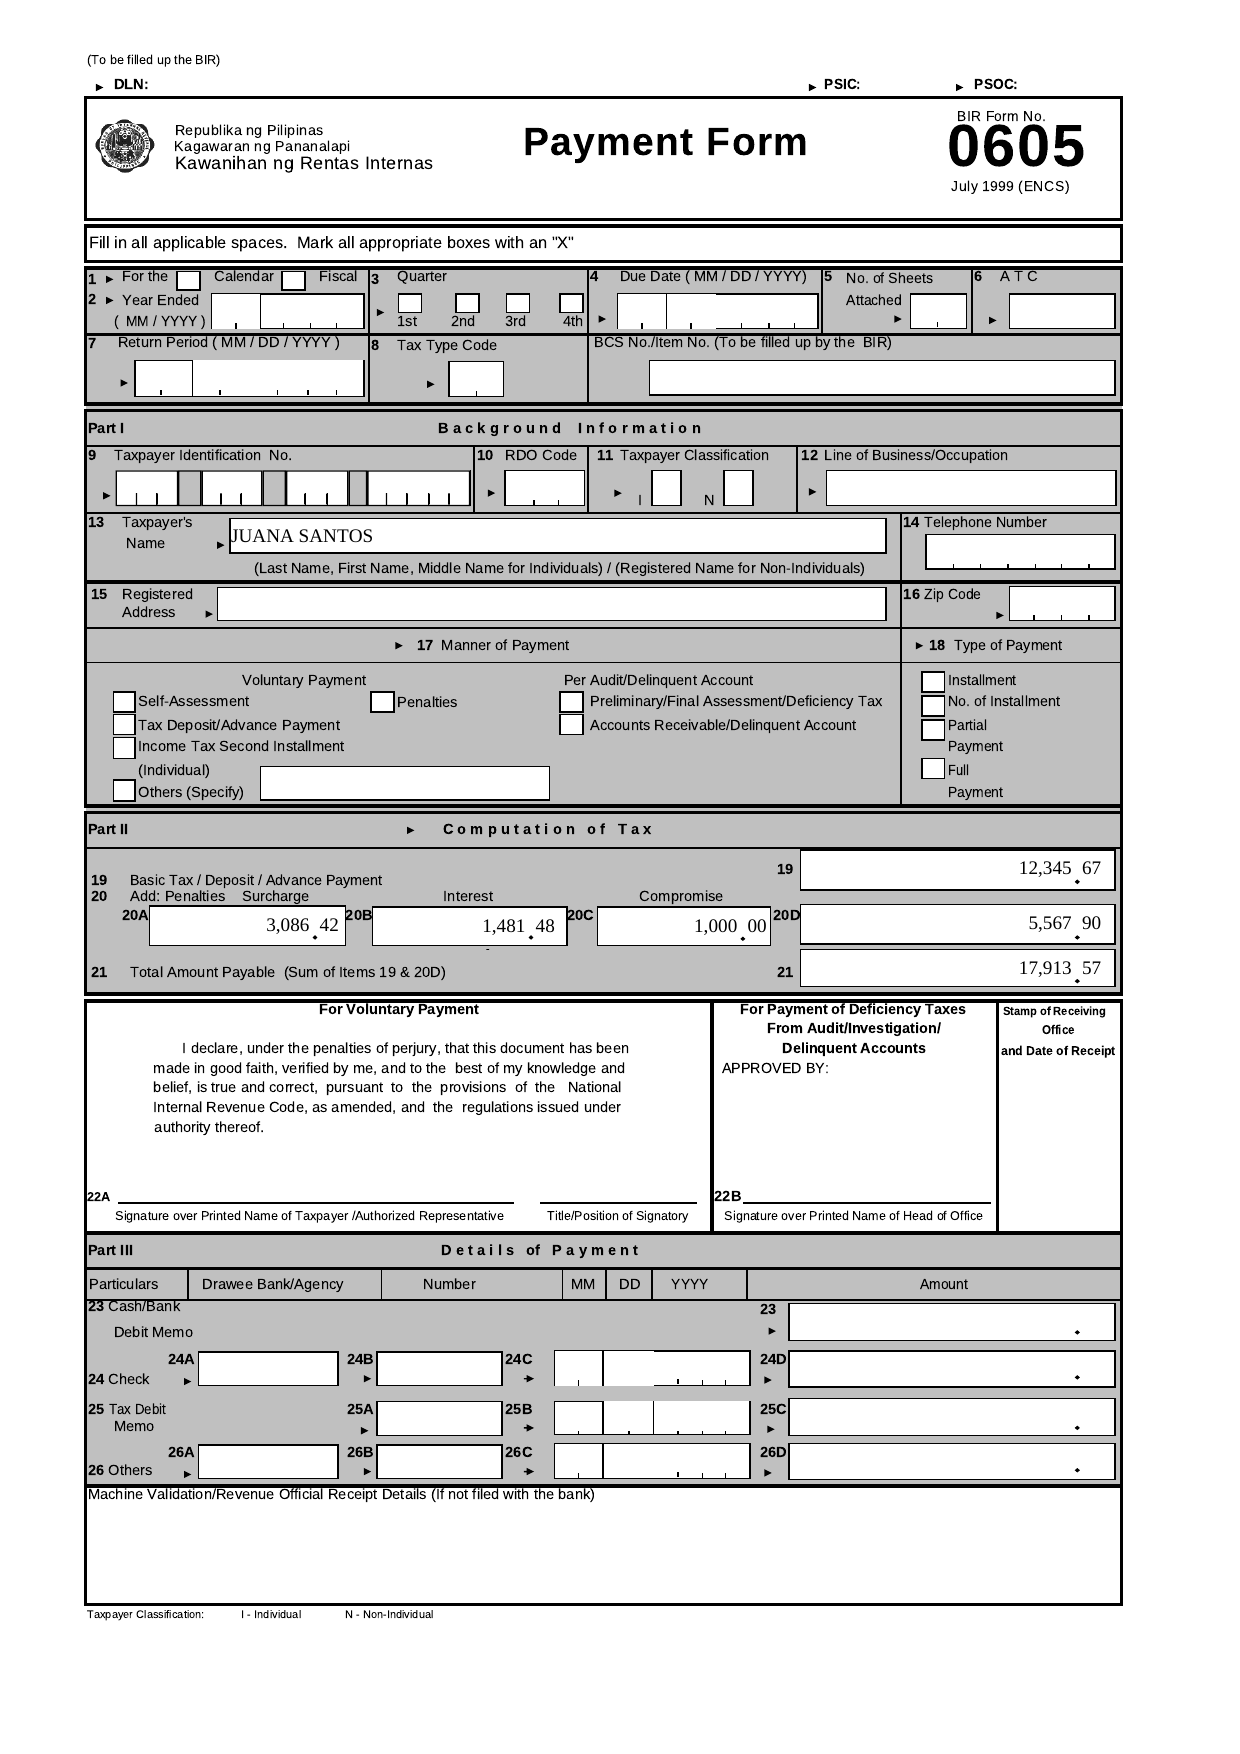 (To be filled up the BIR)
► DLN: ► PSIC: ► PSOC:
Republika ng Pilipinas
Kagawaran ng Pananalapi
Kawanihan ng Rentas Internas
Payment Form
BIR Form No.
0605
July 1999 (ENCS)
Fill in all applicable spaces. Mark all appropriate boxes with an "X"
1 ► For the Calendar Fiscal 3 Quarter 4 Due Date ( MM / DD / YYYY) 5 No. of Sheets 6 A T C
2 ► Year Ended Attached
( MM / YYYY ) ► 1st 2nd 3rd 4th ► ► ►
7 Return Period ( MM / DD / YYYY ) 8 Tax Type Code BCS No./Item No. (To be filled up by the BIR)
► ►
Part I Background Information
9 Taxpayer Identification No. 10 RDO Code 11 Taxpayer Classification 12 Line of Business/Occupation
► ► ► I N ►
13 Taxpayer's 14 Telephone Number
Name ► JUANA SANTOS
(Last Name, First Name, Middle Name for Individuals) / (Registered Name for Non-Individuals)
15 Registered 16 Zip Code
Address ► ►
► 17 Manner of Payment ► 18 Type of Payment
Voluntary Payment Per Audit/Delinquent Account Installment
Self-Assessment Penalties Preliminary/Final Assessment/Deficiency Tax No. of Installment
Tax Deposit/Advance Payment Accounts Receivable/Delinquent Account Partial
Income Tax Second Installment Payment
(Individual) Full
Others (Specify) Payment
Part II ► Computation of Tax
19 12,345.67
19 Basic Tax / Deposit / Advance Payment
20 Add: Penalties Surcharge Interest Compromise
20A 3,086.42 20B 1,481.48 20C 1,000.00 20D 5,567.90
21 Total Amount Payable (Sum of Items 19 & 20D) 21 17,913.57
For Voluntary Payment
I declare, under the penalties of perjury, that this document has been
made in good faith, verified by me, and to the best of my knowledge and
belief, is true and correct, pursuant to the provisions of the National
Internal Revenue Code, as amended, and the regulations issued under
authority thereof.
22A
Signature over Printed Name of Taxpayer /Authorized Representative Title/Position of Signatory
For Payment of Deficiency Taxes
From Audit/Investigation/
Delinquent Accounts
APPROVED BY:
22B
Signature over Printed Name of Head of Office
Stamp of Receiving
Office
and Date of Receipt
Part III Details of Payment
Particulars Drawee Bank/Agency Number MM DD YYYY Amount
23 Cash/Bank 23
Debit Memo ►
24A 24B 24C 24D
24 Check ► ► ► ►
25 Tax Debit 25A 25B 25C
Memo ► ► ►
26A 26B 26C 26D
26 Others ► ► ► ►
Machine Validation/Revenue Official Receipt Details (If not filed with the bank)
Taxpayer Classification: I - Individual N - Non-Individual